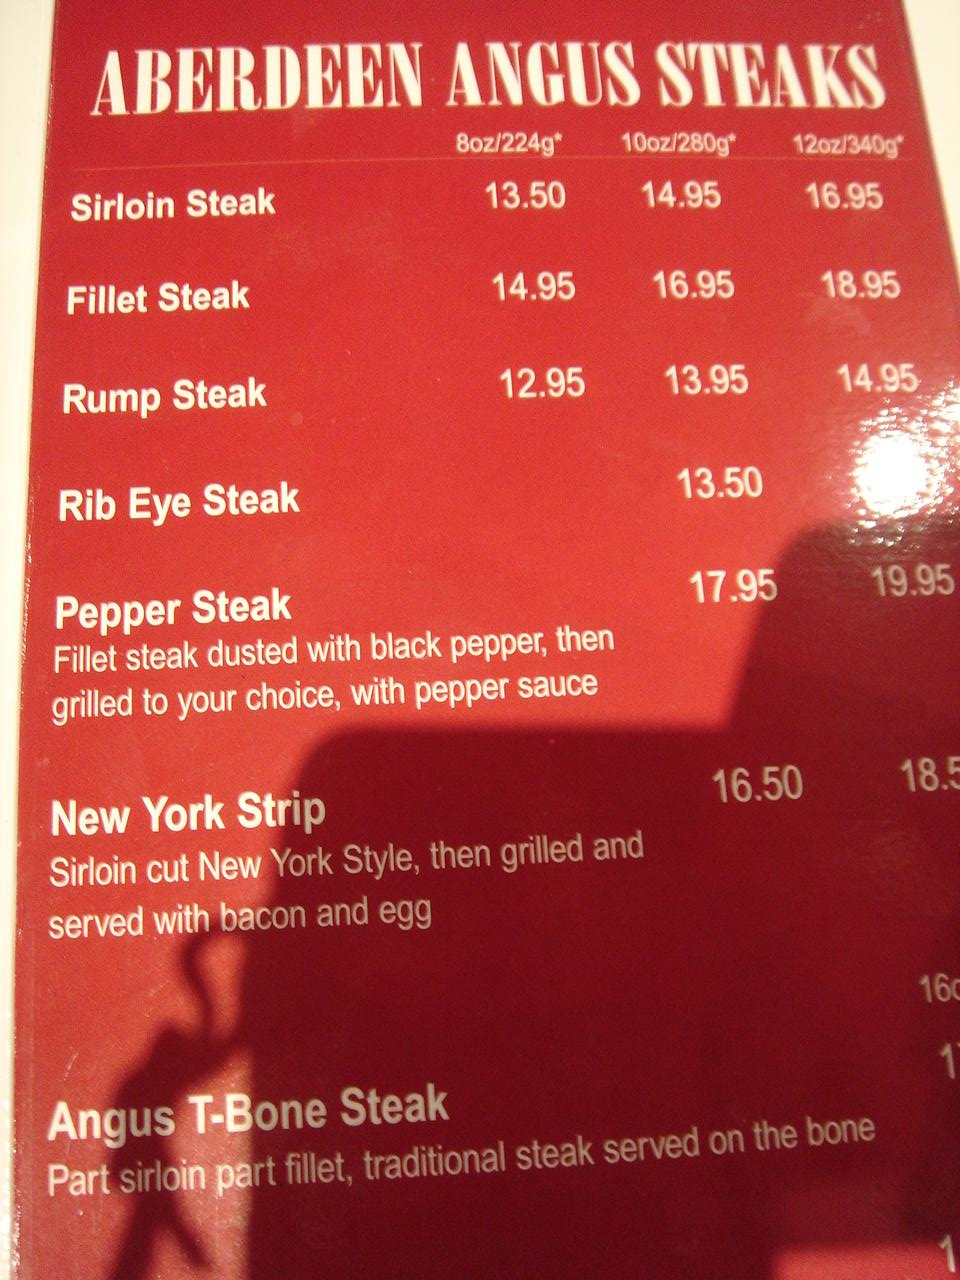 ABERDEEN ANGUS STEAKS
8oz/224g* 10oz/280g* 12oz/340g*
Sirloin Steak 13.50 14.95 16.95
Fillet Steak 14.95 16.95 18.95
Rump Steak 12.95 13.95 14.95
Rib Eye Steak 13.50
Pepper Steak 17.95 19.95
Fillet steak dusted with black pepper, then
grilled to your choice, with pepper sauce
New York Strip 16.50
Sirloin cut New York Style, then grilled and
served with bacon and egg
Angus T-Bone Steak
Part sirloin part fillet, traditional steak served on the bone